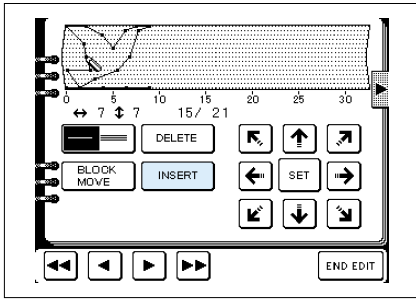 0 5 10 15 20 25 30
↔ 7 ↕ 7 15/ 21
DELETE
BLOCK
MOVE
INSERT
SET
END EDIT